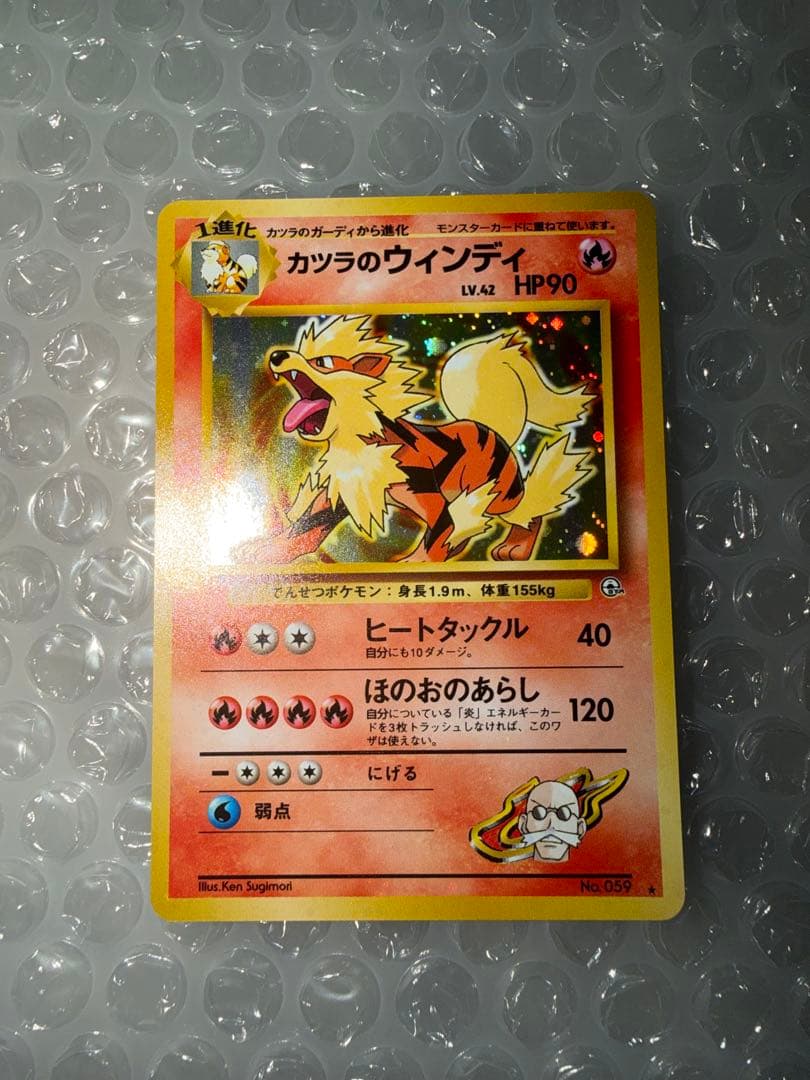 1進化 カツラのガーディから進化 モンスターカードに重ねて使います。
カツラのウィンディ
LV.42 HP90
でんせつポケモン：身長1.9m、体重155kg
ヒートタックル 40
自分にも10ダメージ。
ほのおのあらし 120
自分についている「炎」エネルギーカー
ドを3枚トラッシュしなければ、このワ
ザは使えない。
ー にげる
弱点
Illus.Ken Sugimori No. 059 ★